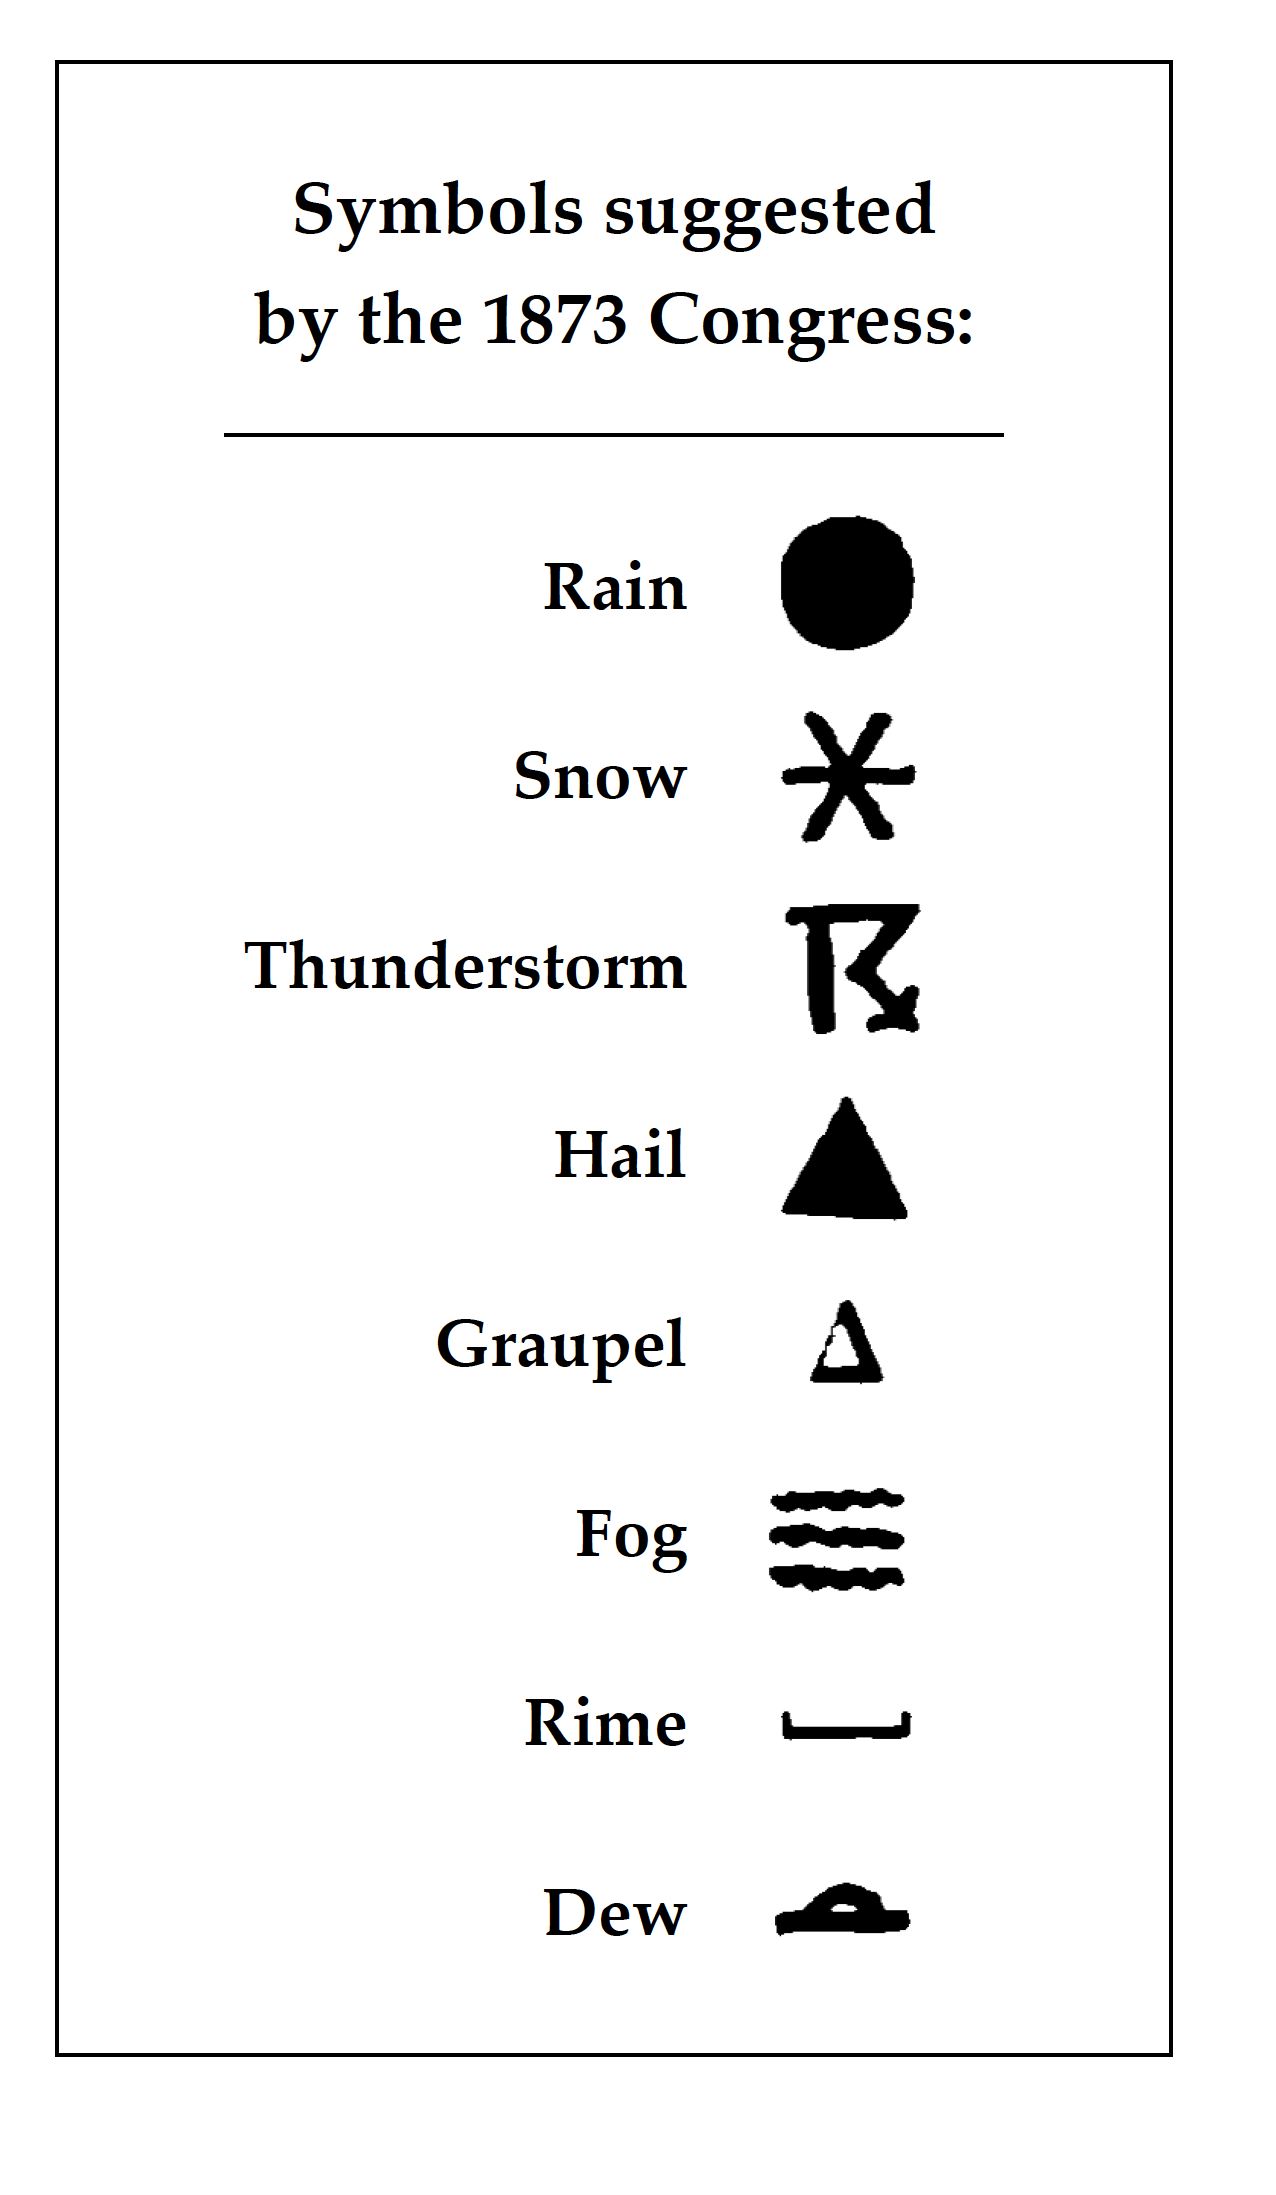 Symbols suggested
by the 1873 Congress:
Rain
Snow
Thunderstorm
Hail
Graupel
Fog
Rime
Dew